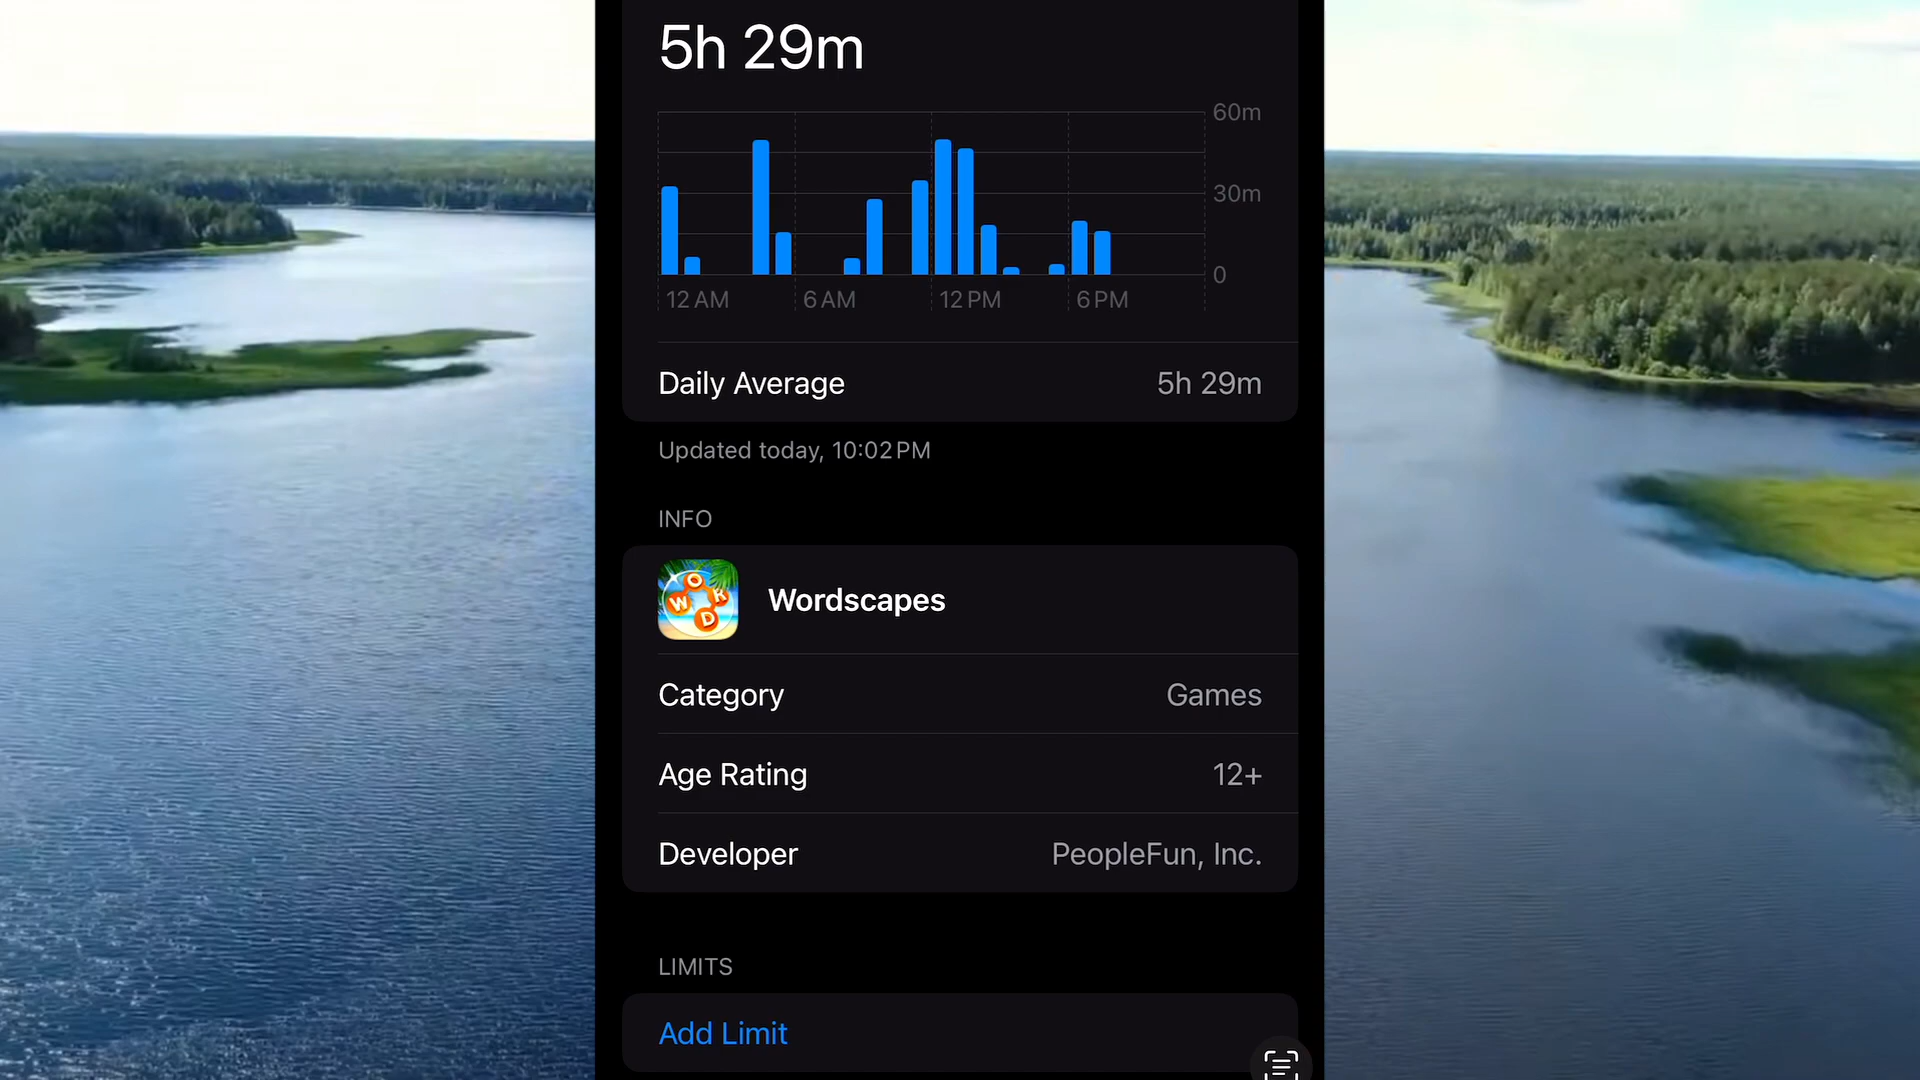 5h 29m
60m
30m
0
12 AM 6 AM 12 PM 6 PM
Daily Average 5h 29m
Updated today, 10:02 PM
INFO
W O R D
Wordscapes
Category Games
Age Rating 12+
Developer PeopleFun, Inc.
LIMITS
Add Limit